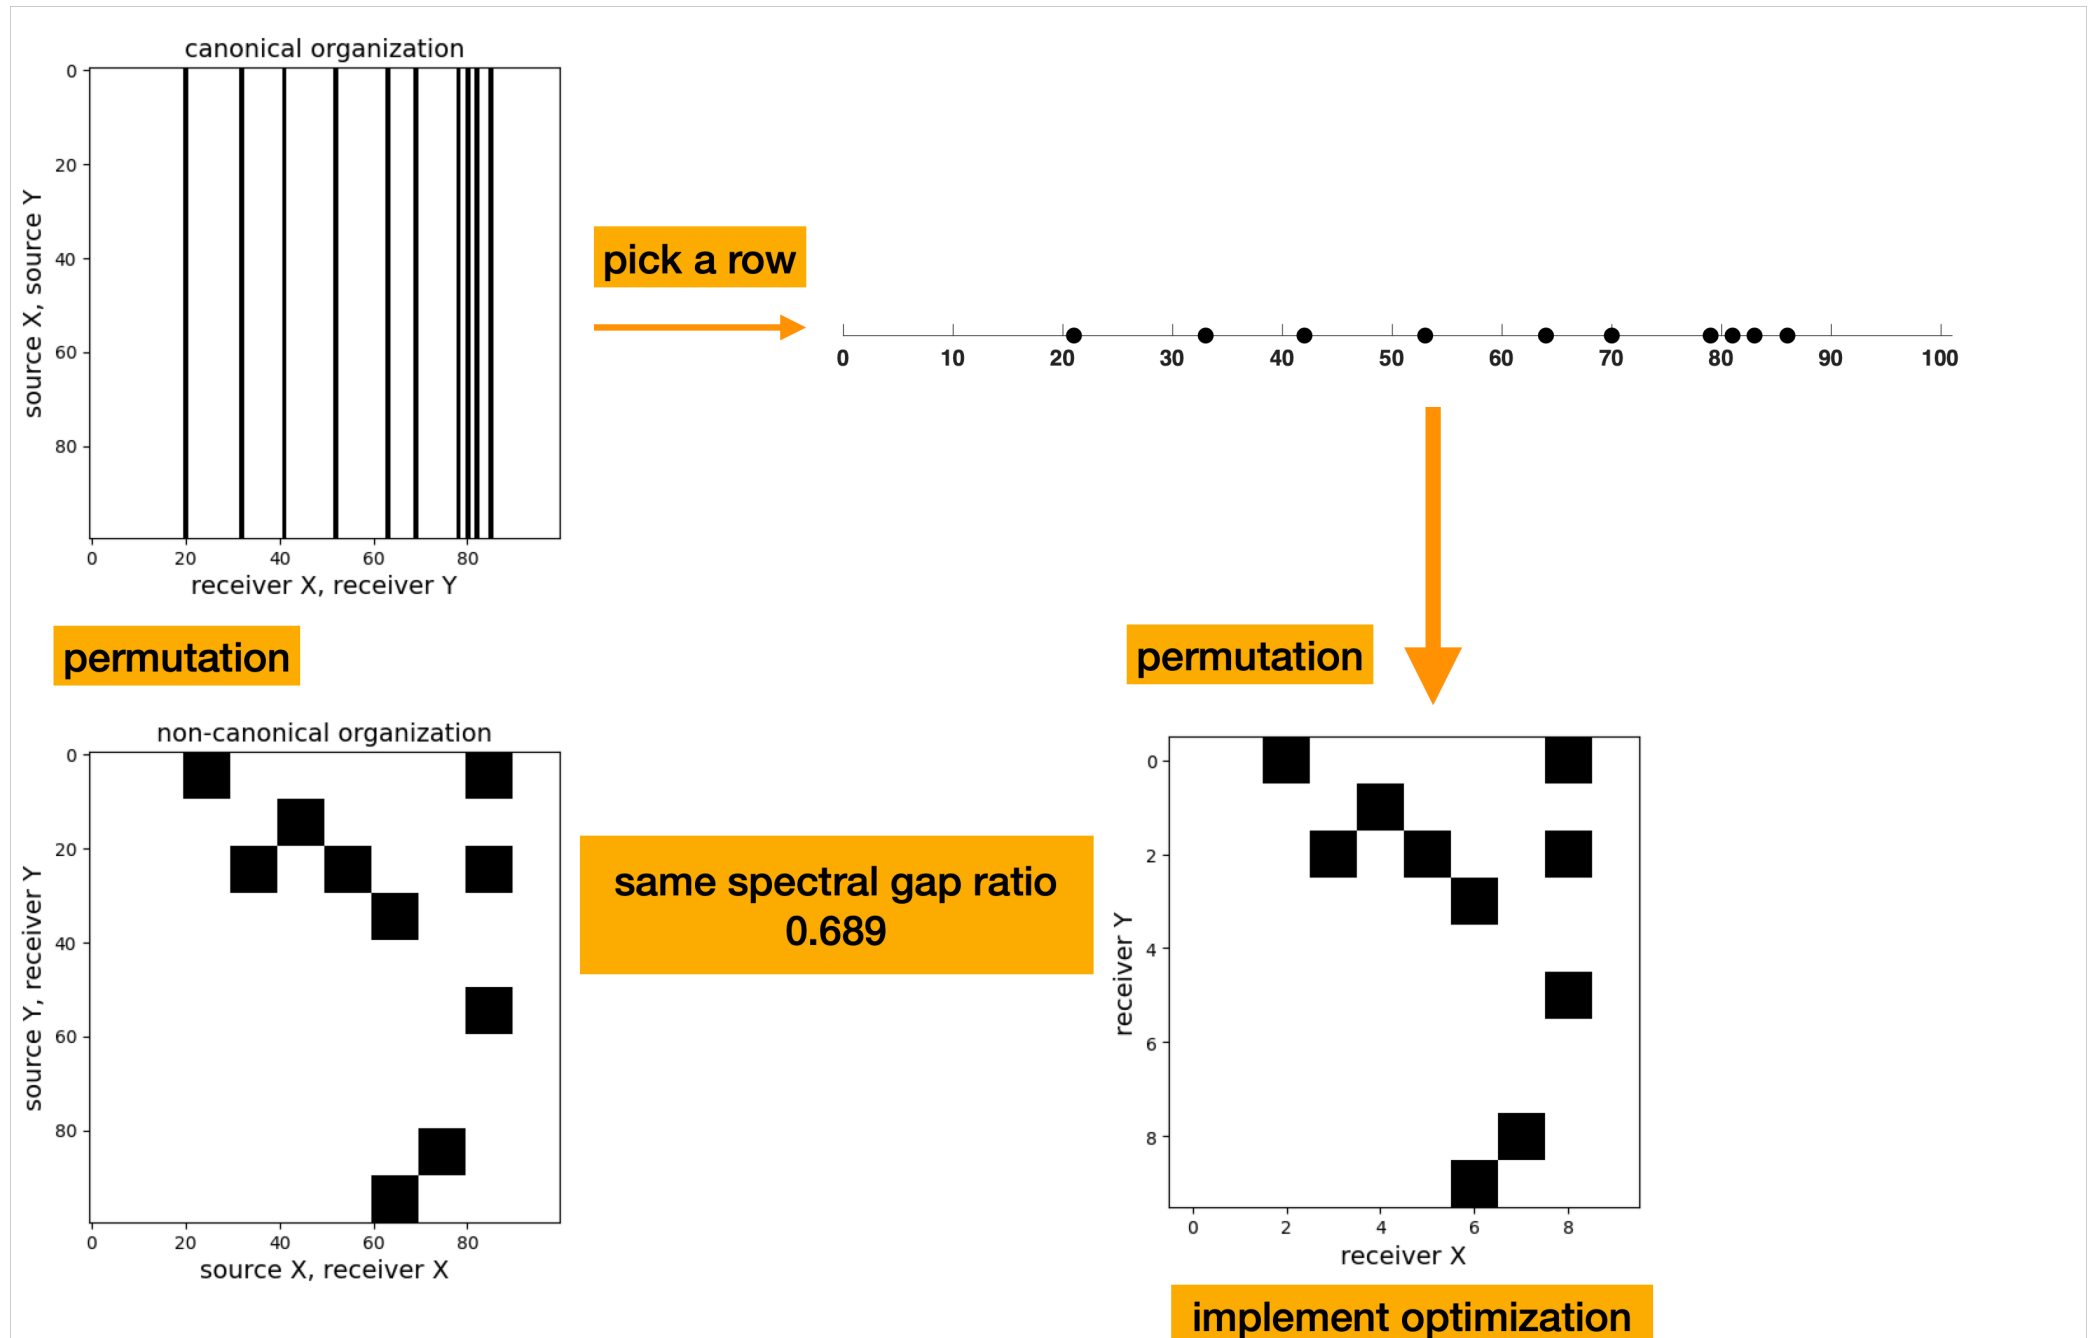 canonical organization
0
20
40
60
80
source X, source Y
0 20 40 60 80
receiver X, receiver Y
pick a row
0 10 20 30 40 50 60 70 80 90 100
permutation
permutation
non-canonical organization
0
20
40
60
80
source Y, receiver Y
0 20 40 60 80
source X, receiver X
same spectral gap ratio
0.689
0
2
4
6
8
receiver Y
0 2 4 6 8
receiver X
implement optimization